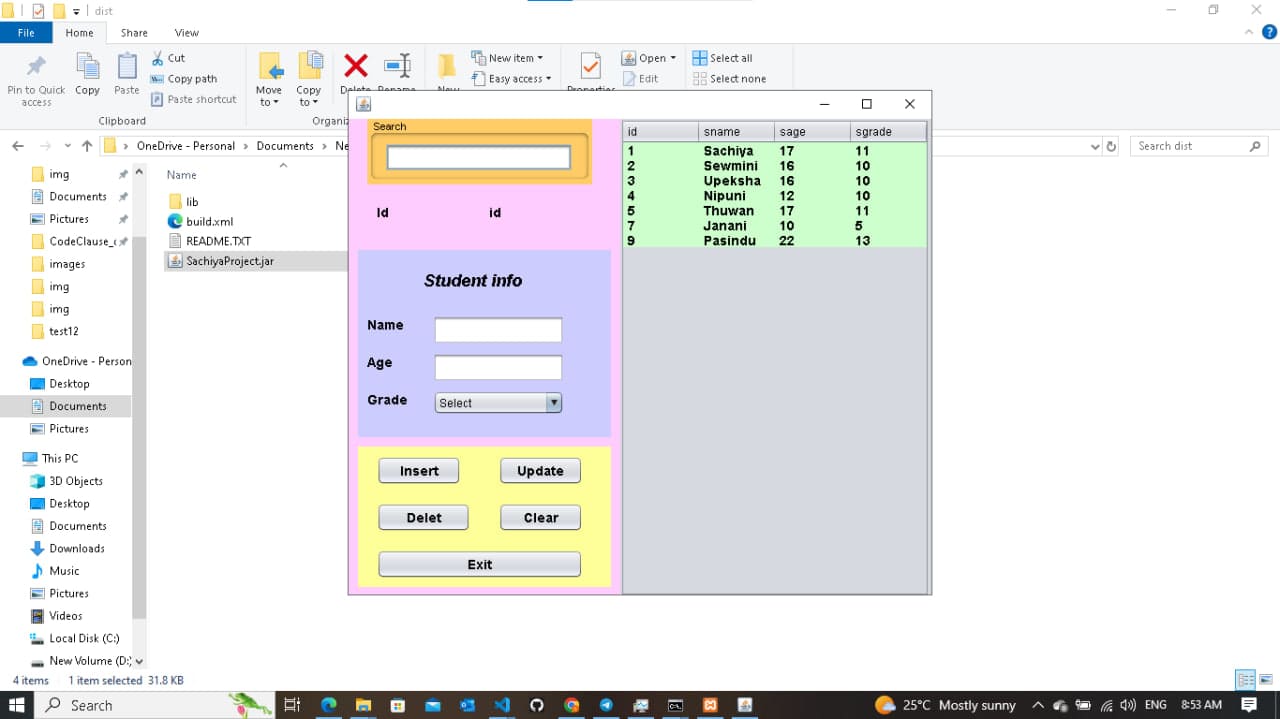 dist
File Home Share View
Pin to Quick access
Copy
Paste
Cut
Copy path
Paste shortcut
Clipboard
Move to
Copy to
Delete
Rename
Organiz
New
New item
Easy access
Properties
Open
Edit
Select all
Select none
OneDrive - Personal > Documents > Ne
Search dist
img
Documents
Pictures
CodeClause_
images
img
img
test12
OneDrive - Person
Desktop
Documents
Pictures
This PC
3D Objects
Desktop
Documents
Downloads
Music
Pictures
Videos
Local Disk (C:)
New Volume (D:)
Name
lib
build.xml
README.TXT
SachiyaProject.jar
Search
Id id
Student info
Name
Age
Grade Select
Insert Update
Delet Clear
Exit
id sname sage sgrade
1 Sachiya 17 11
2 Sewmini 16 10
3 Upeksha 16 10
4 Nipuni 12 10
5 Thuwan 17 11
7 Janani 10 5
9 Pasindu 22 13
4 items 1 item selected 31.8 KB
Search
25°C Mostly sunny ENG 8:53 AM